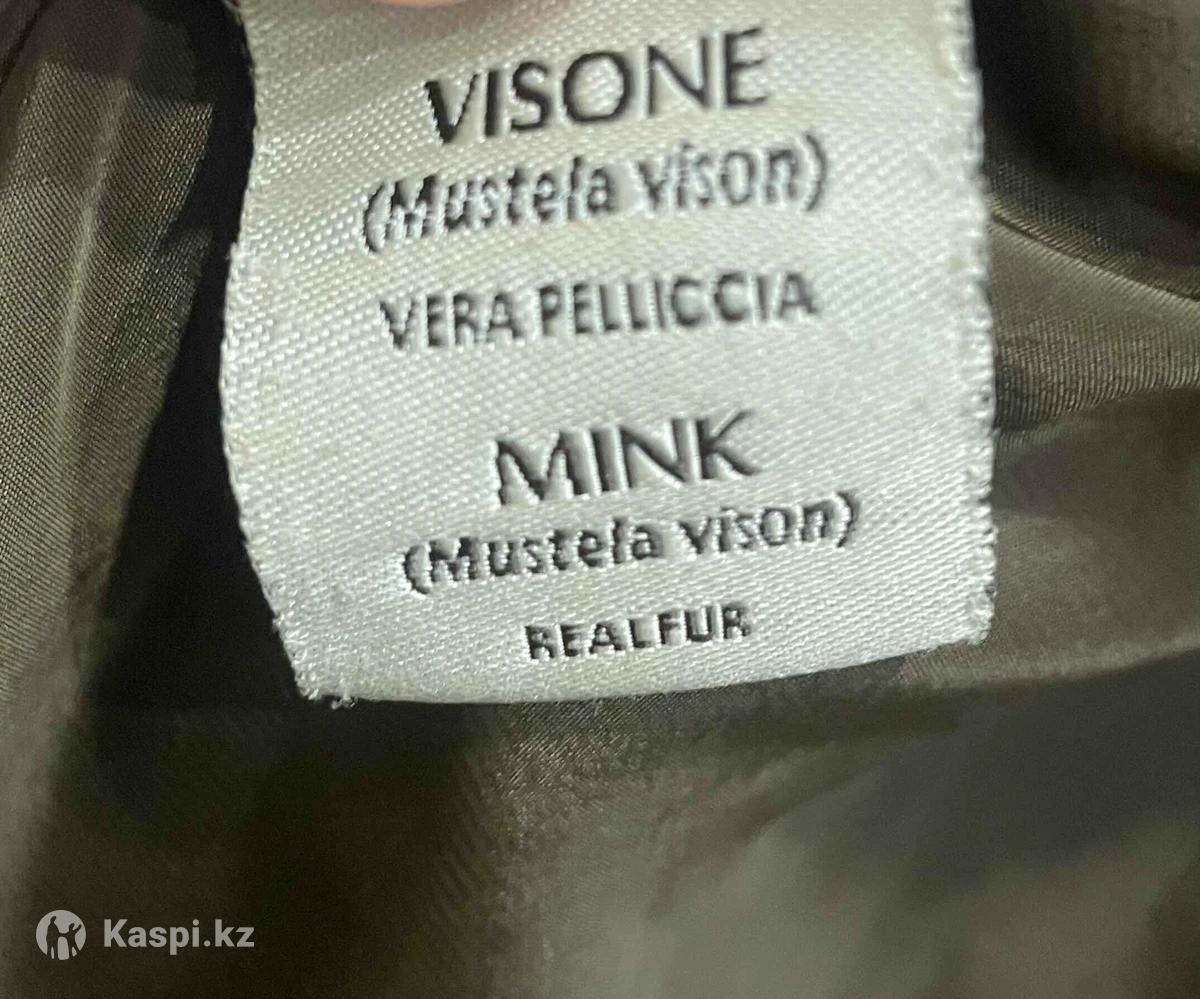 VISONE
(Mustela vison)
VERA PELLICCIA
MINK
(Mustela vison)
REALFUR
Kaspi.kz